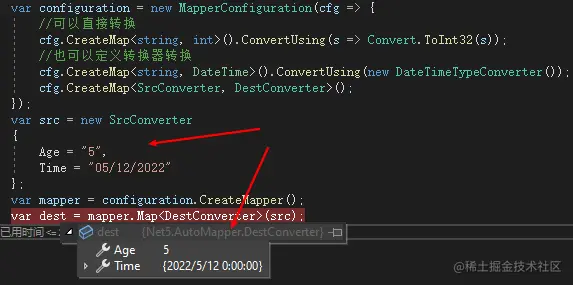 var configuration = new MapperConfiguration(cfg => {
//可以直接转换
cfg.CreateMap<string, int>().ConvertUsing(s => Convert.ToInt32(s));
//也可以定义转换器转换
cfg.CreateMap<string, DateTime>().ConvertUsing(new DateTimeTypeConverter());
cfg.CreateMap<SrcConverter, DestConverter>();
});
var src = new SrcConverter
{
Age = "5",
Time = "05/12/2022"
};
var mapper = configuration.CreateMapper();
var dest = mapper.Map<DestConverter>(src);
已用时间 <= dest {Net5.AutoMapper.DestConverter}
Age 5
Time {2022/5/12 0:00:00}
@稀土掘金技术社区